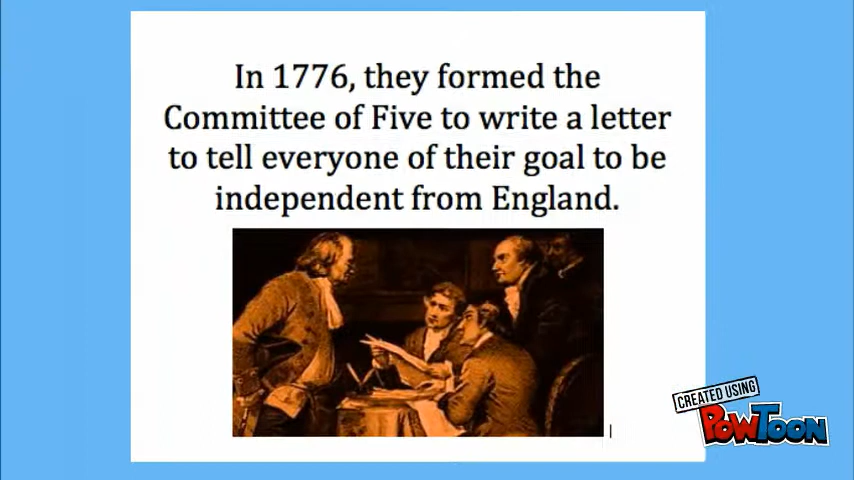 In 1776, they formed the
Committee of Five to write a letter
to tell everyone of their goal to be
independent from England.
CREATED USING
POWTOON